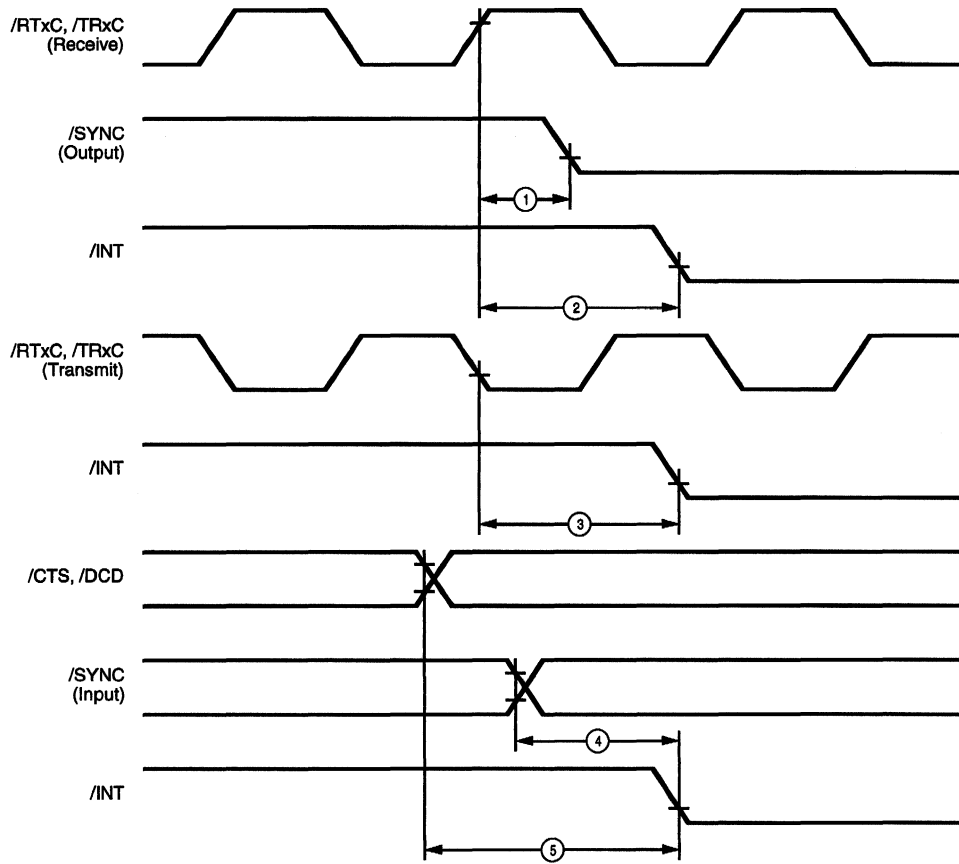 /RTxC, /TRxC
(Receive)
/SYNC
(Output)
1
/INT
2
/RTxC, /TRxC
(Transmit)
/INT
3
/CTS, /DCD
/SYNC
(Input)
4
/INT
5